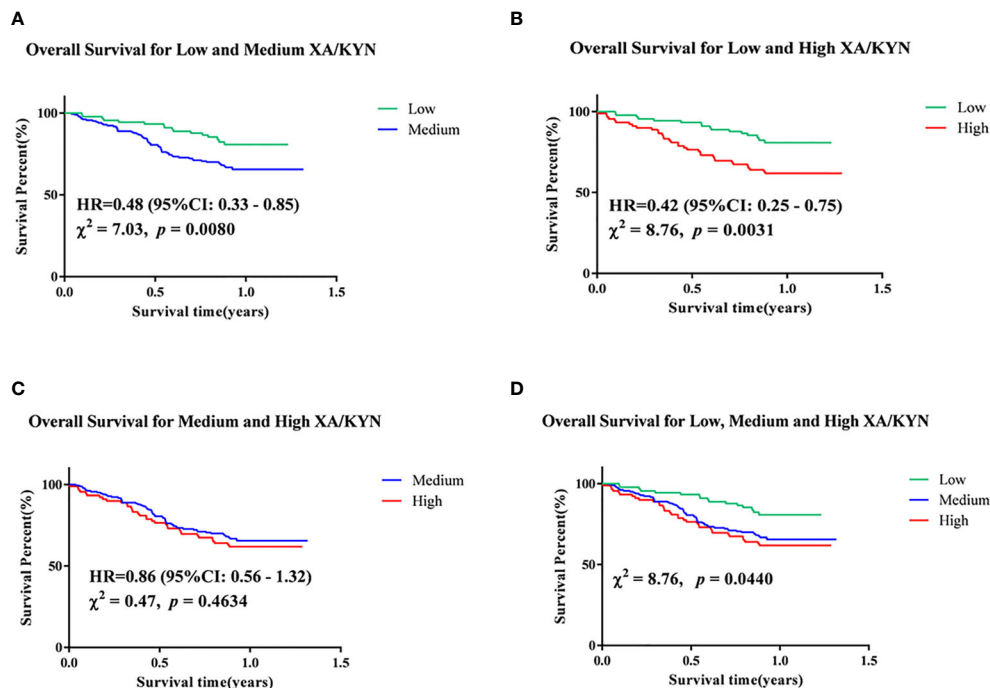 A
Overall Survival for Low and Medium XA/KYN
Survival Percent(%)
100
50
0
0.0 0.5 1.0 1.5
Survival time(years)
Low
Medium
HR=0.48 (95%CI: 0.33 - 0.85)
χ² = 7.03, p = 0.0080
B
Overall Survival for Low and High XA/KYN
Survival Percent(%)
100
50
0
0.0 0.5 1.0 1.5
Survival time(years)
Low
High
HR=0.42 (95%CI: 0.25 - 0.75)
χ² = 8.76, p = 0.0031
C
Overall Survival for Medium and High XA/KYN
Survival Percent(%)
100
50
0
0.0 0.5 1.0 1.5
Survival time(years)
Medium
High
HR=0.86 (95%CI: 0.56 - 1.32)
χ² = 0.47, p = 0.4634
D
Overall Survival for Low, Medium and High XA/KYN
Survival Percent(%)
100
50
0
0.0 0.5 1.0 1.5
Survival time(years)
Low
Medium
High
χ² = 8.76, p = 0.0440